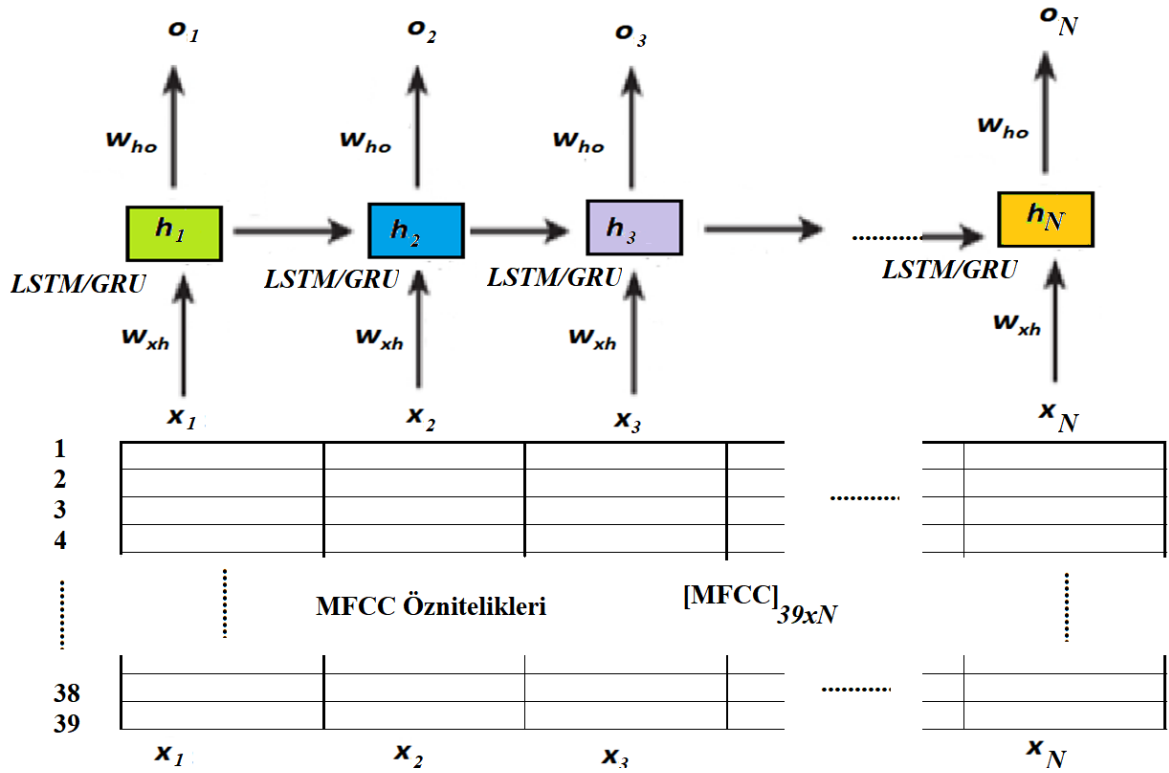 o1 o2 o3 oN
who who who who
h1 h2 h3 hN
...........
LSTM/GRU LSTM/GRU LSTM/GRU LSTM/GRU
wxh wxh wxh wxh
x1 x2 x3 xN
1
2
3
4
MFCC Öznitelikleri [MFCC]39xN
38
39
x1 x2 x3 xN